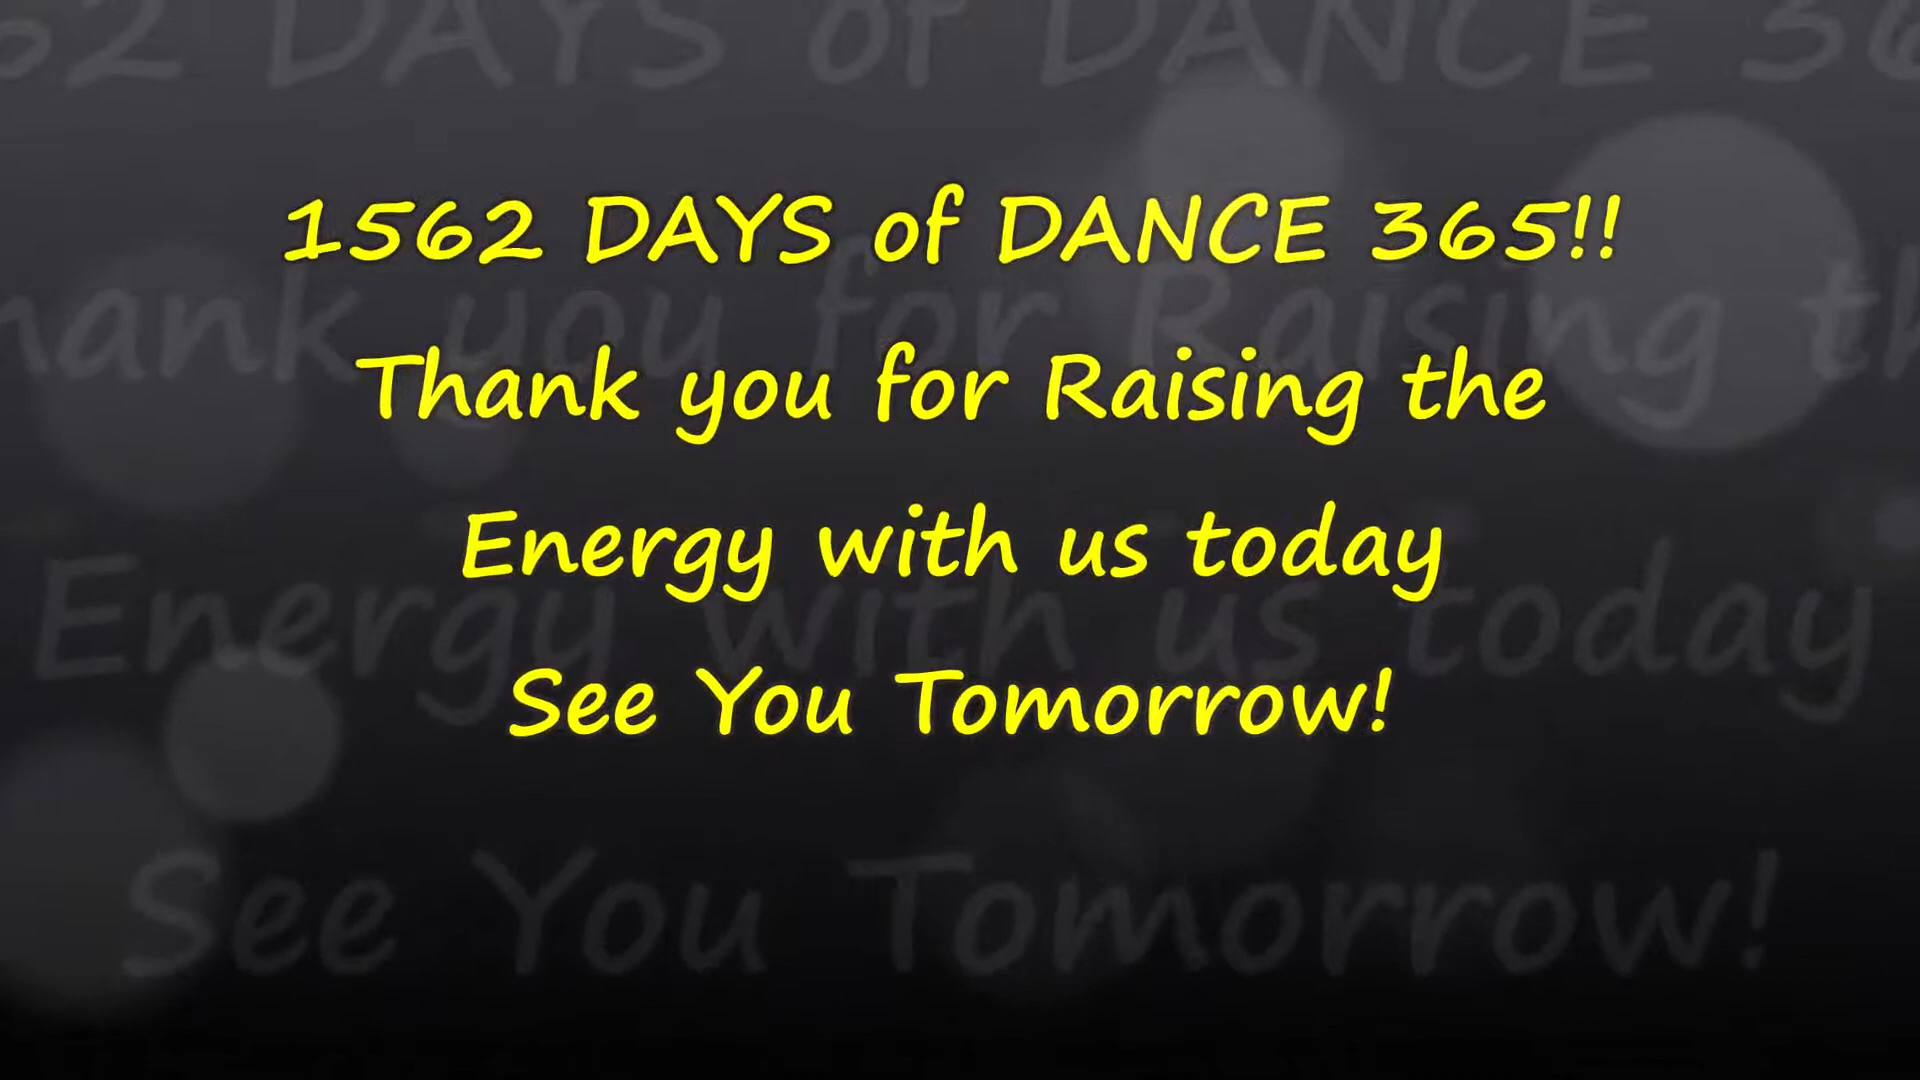 1562 DAYS of DANCE 365!!
Thank you for Raising the
Energy with us today
See You Tomorrow!